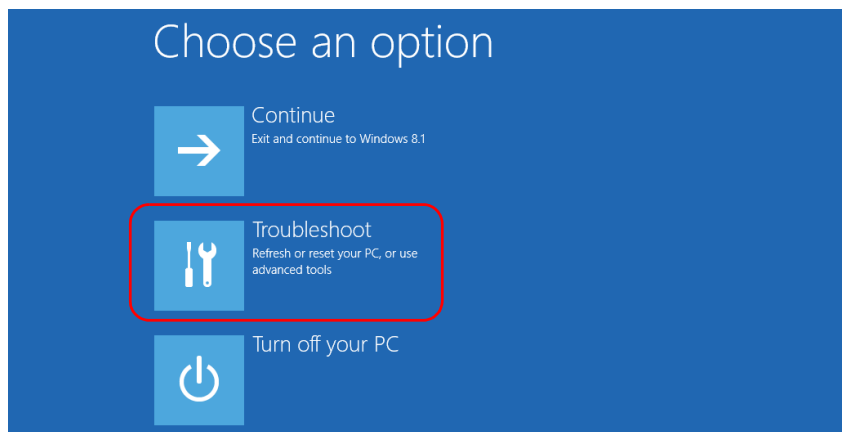 Choose an option
Continue
Exit and continue to Windows 8.1
Troubleshoot
Refresh or reset your PC, or use
advanced tools
Turn off your PC